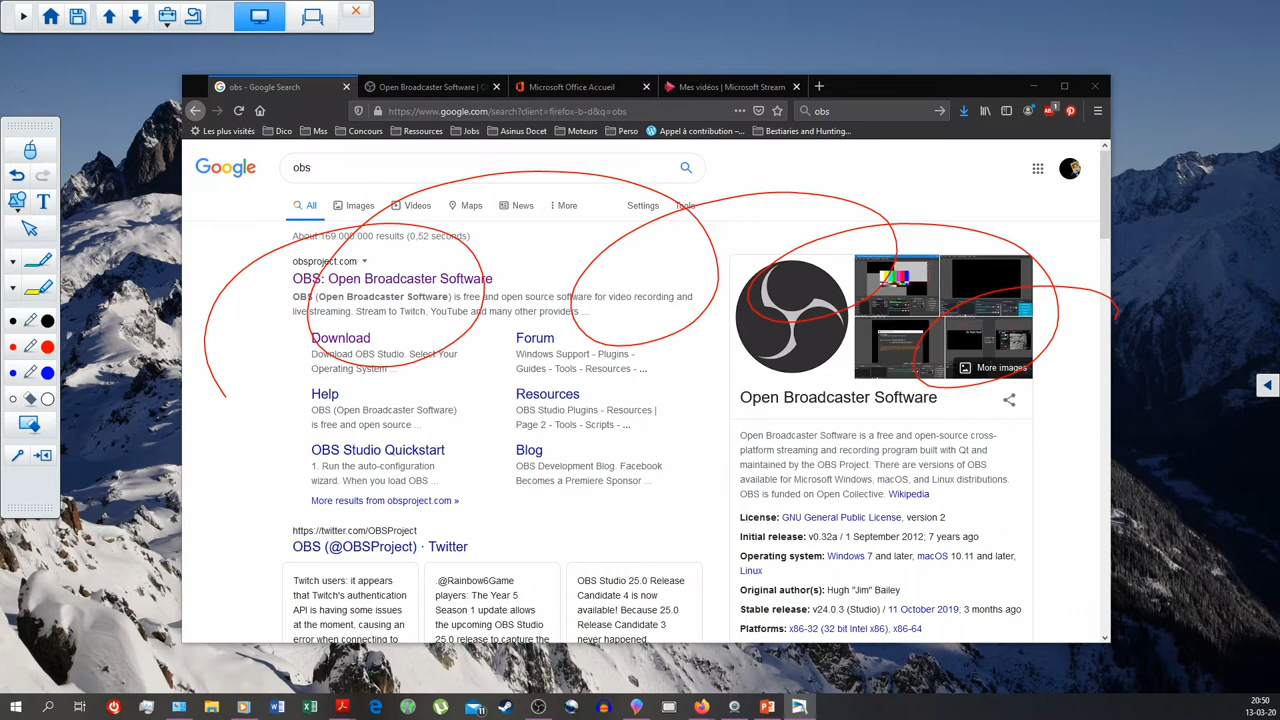 obs - Google Search
Open Broadcaster Software | O
Microsoft Office Accueil
Mes vidéos | Microsoft Stream
https://www.google.com/search?client=firefox-b-d&q=obs
obs
1
Les plus visités Dico Mss Concours Ressources Jobs Asinus Docet Moteurs Perso Appel à contribution –... Bestiaries and Hunting...
Google
obs
All Images Videos Maps News More Settings Tools
About 169 000 000 results (0,52 seconds)
obsproject.com
OBS: Open Broadcaster Software
OBS (Open Broadcaster Software) is free and open source software for video recording and
live streaming. Stream to Twitch, YouTube and many other providers ...
Download
Download OBS Studio. Select Your
Operating System ...
Forum
Windows Support - Plugins -
Guides - Tools - Resources - ...
Help
OBS (Open Broadcaster Software)
is free and open source ...
Resources
OBS Studio Plugins - Resources |
Page 2 - Tools - Scripts - ...
OBS Studio Quickstart
1. Run the auto-configuration
wizard. When you load OBS ...
Blog
OBS Development Blog. Facebook
Becomes a Premiere Sponsor ...
More results from obsproject.com »
https://twitter.com/OBSProject
OBS (@OBSProject) · Twitter
Twitch users: it appears
that Twitch's authentication
API is having some issues
at the moment, causing an
error when connecting to
.@Rainbow6Game
players: The Year 5
Season 1 update allows
the upcoming OBS Studio
25.0 release to capture the
OBS Studio 25.0 Release
Candidate 4 is now
available! Because 25.0
Release Candidate 3
never happened
More images
Open Broadcaster Software
Open Broadcaster Software is a free and open-source cross-
platform streaming and recording program built with Qt and
maintained by the OBS Project. There are versions of OBS
available for Microsoft Windows, macOS, and Linux distributions.
OBS is funded on Open Collective. Wikipedia
License: GNU General Public License, version 2
Initial release: v0.32a / 1 September 2012; 7 years ago
Operating system: Windows 7 and later, macOS 10.11 and later,
Linux
Original author(s): Hugh "Jim" Bailey
Stable release: v24.0.3 (Studio) / 11 October 2019; 3 months ago
Platforms: x86-32 (32 bit Intel x86), x86-64
T
11
20:50
13-03-20